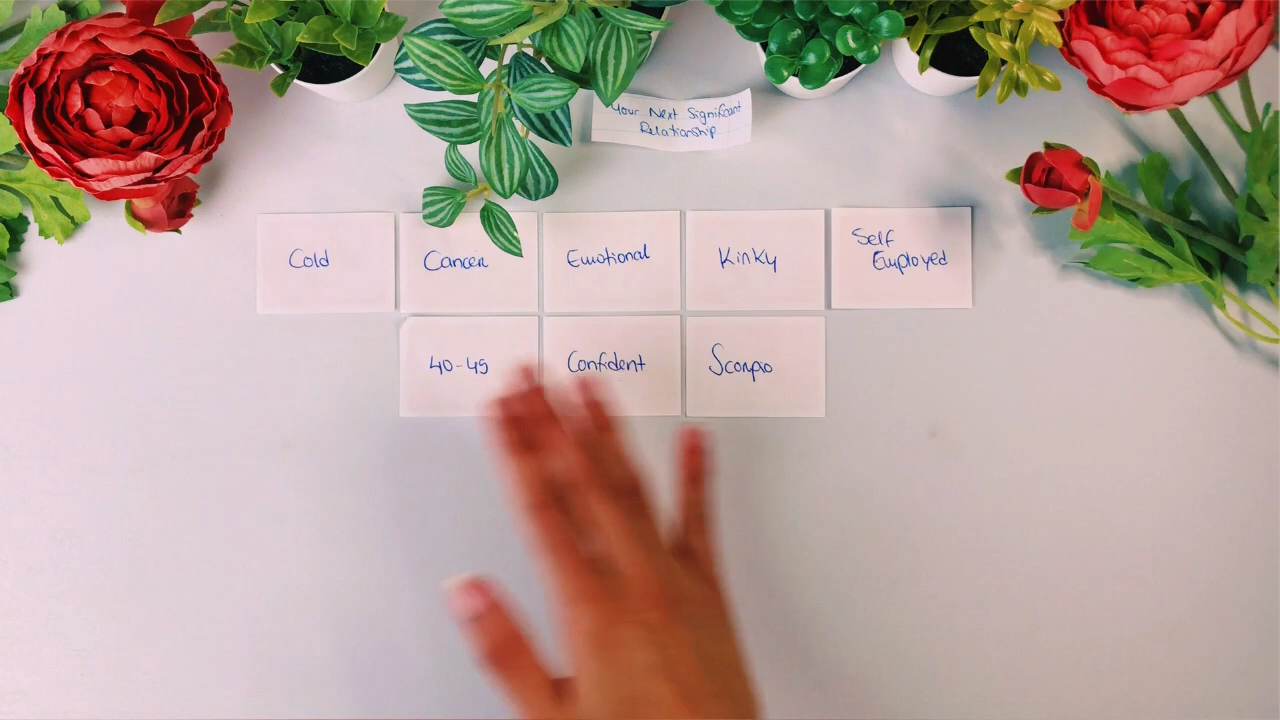 Your Next Significant
Relationship
Cold
Cancer
Emotional
Kinky
Self
Employed
40-45
Confident
Scorpio